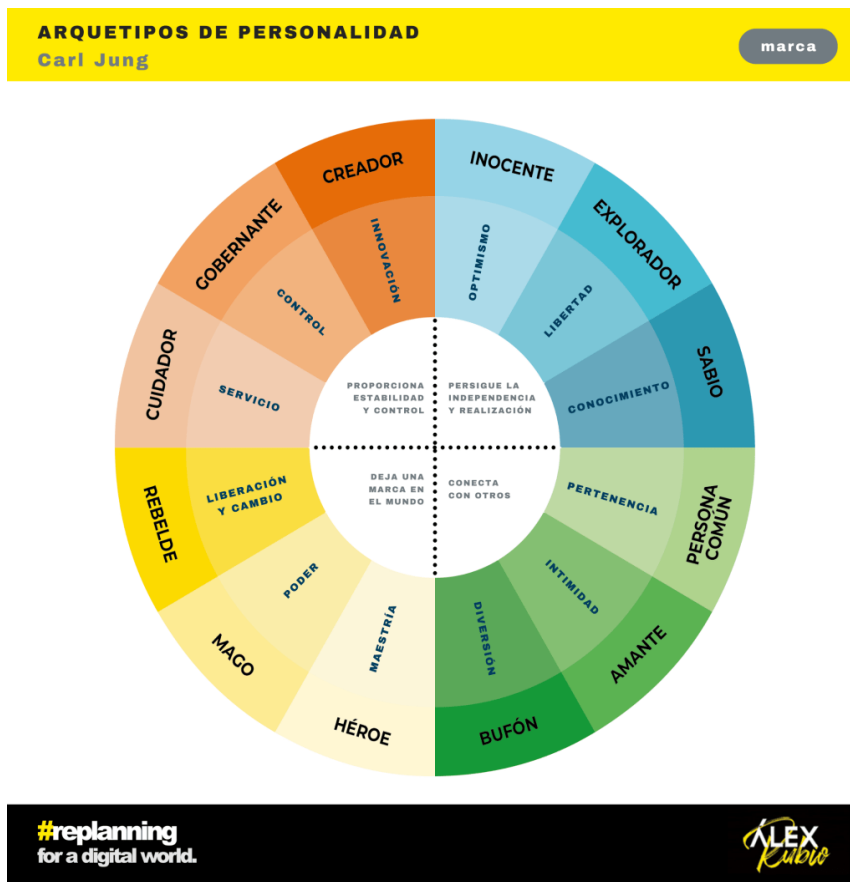 ARQUETIPOS DE PERSONALIDAD
Carl Jung
marca
CREADOR
INOCENTE
GOBERNANTE
EXPLORADOR
CUIDADOR
SABIO
REBELDE
PERSONA
COMÚN
MAGO
AMANTE
HÉROE
BUFÓN
INNOVACIÓN
OPTIMISMO
CONTROL
LIBERTAD
SERVICIO
CONOCIMIENTO
LIBERACIÓN
Y CAMBIO
PERTENENCIA
PODER
INTIMIDAD
MAESTRÍA
DIVERSIÓN
PROPORCIONA
ESTABILIDAD
Y CONTROL
PERSIGUE LA
INDEPENDENCIA
Y REALIZACIÓN
DEJA UNA
MARCA EN
EL MUNDO
CONECTA
CON OTROS
#replanning
for a digital world.
ÁLEX
Rubio